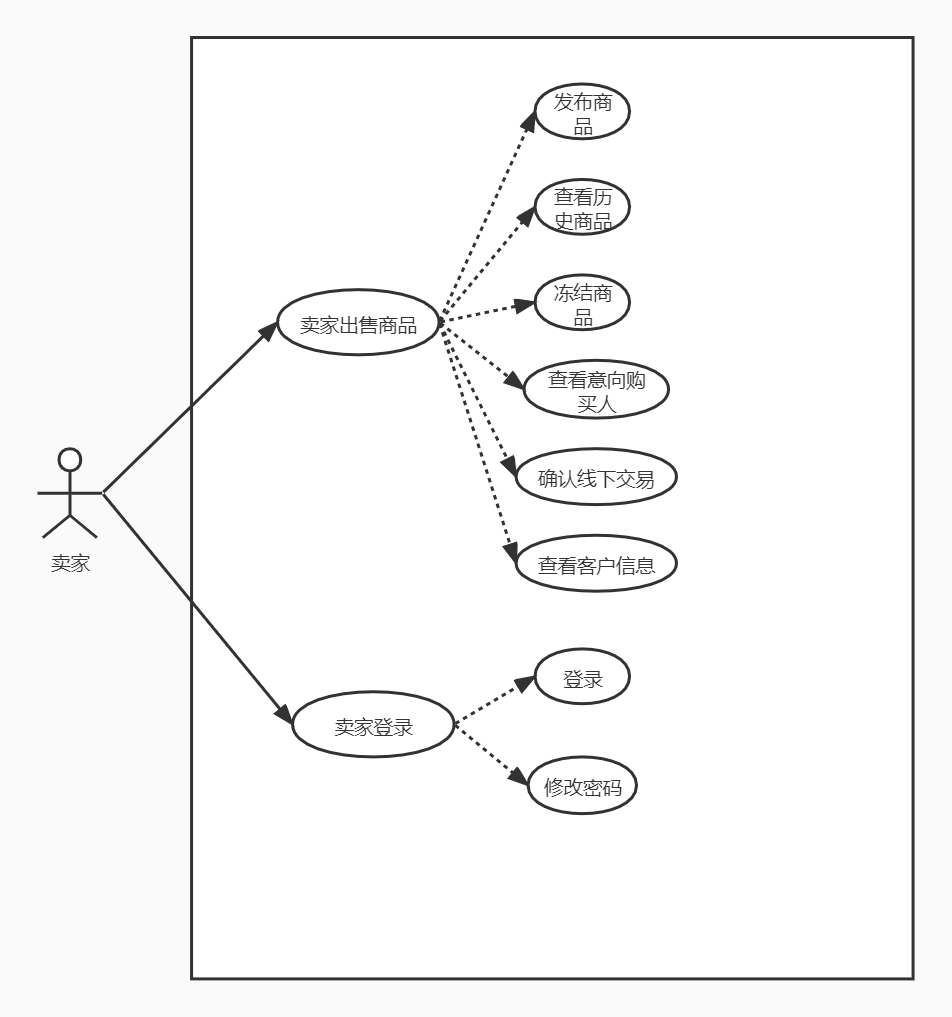 发布商
品
查看历
史商品
冻结商
品
卖家出售商品
查看意向购
买人
确认线下交易
查看客户信息
卖家
登录
卖家登录
修改密码